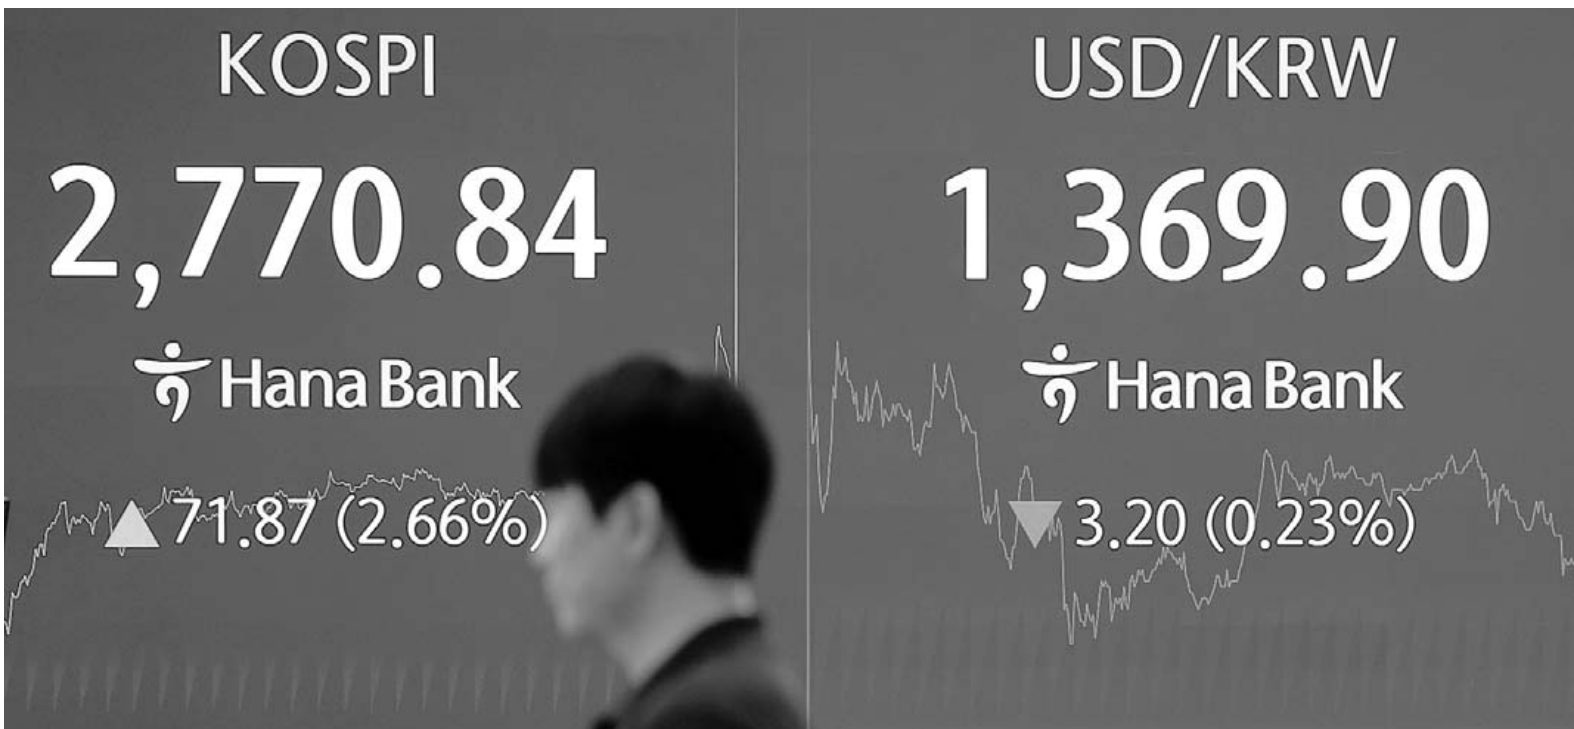 KOSPI
2,770.84
Hana Bank
▲ 71.87 (2.66%)
USD/KRW
1,369.90
Hana Bank
▼ 3.20 (0.23%)